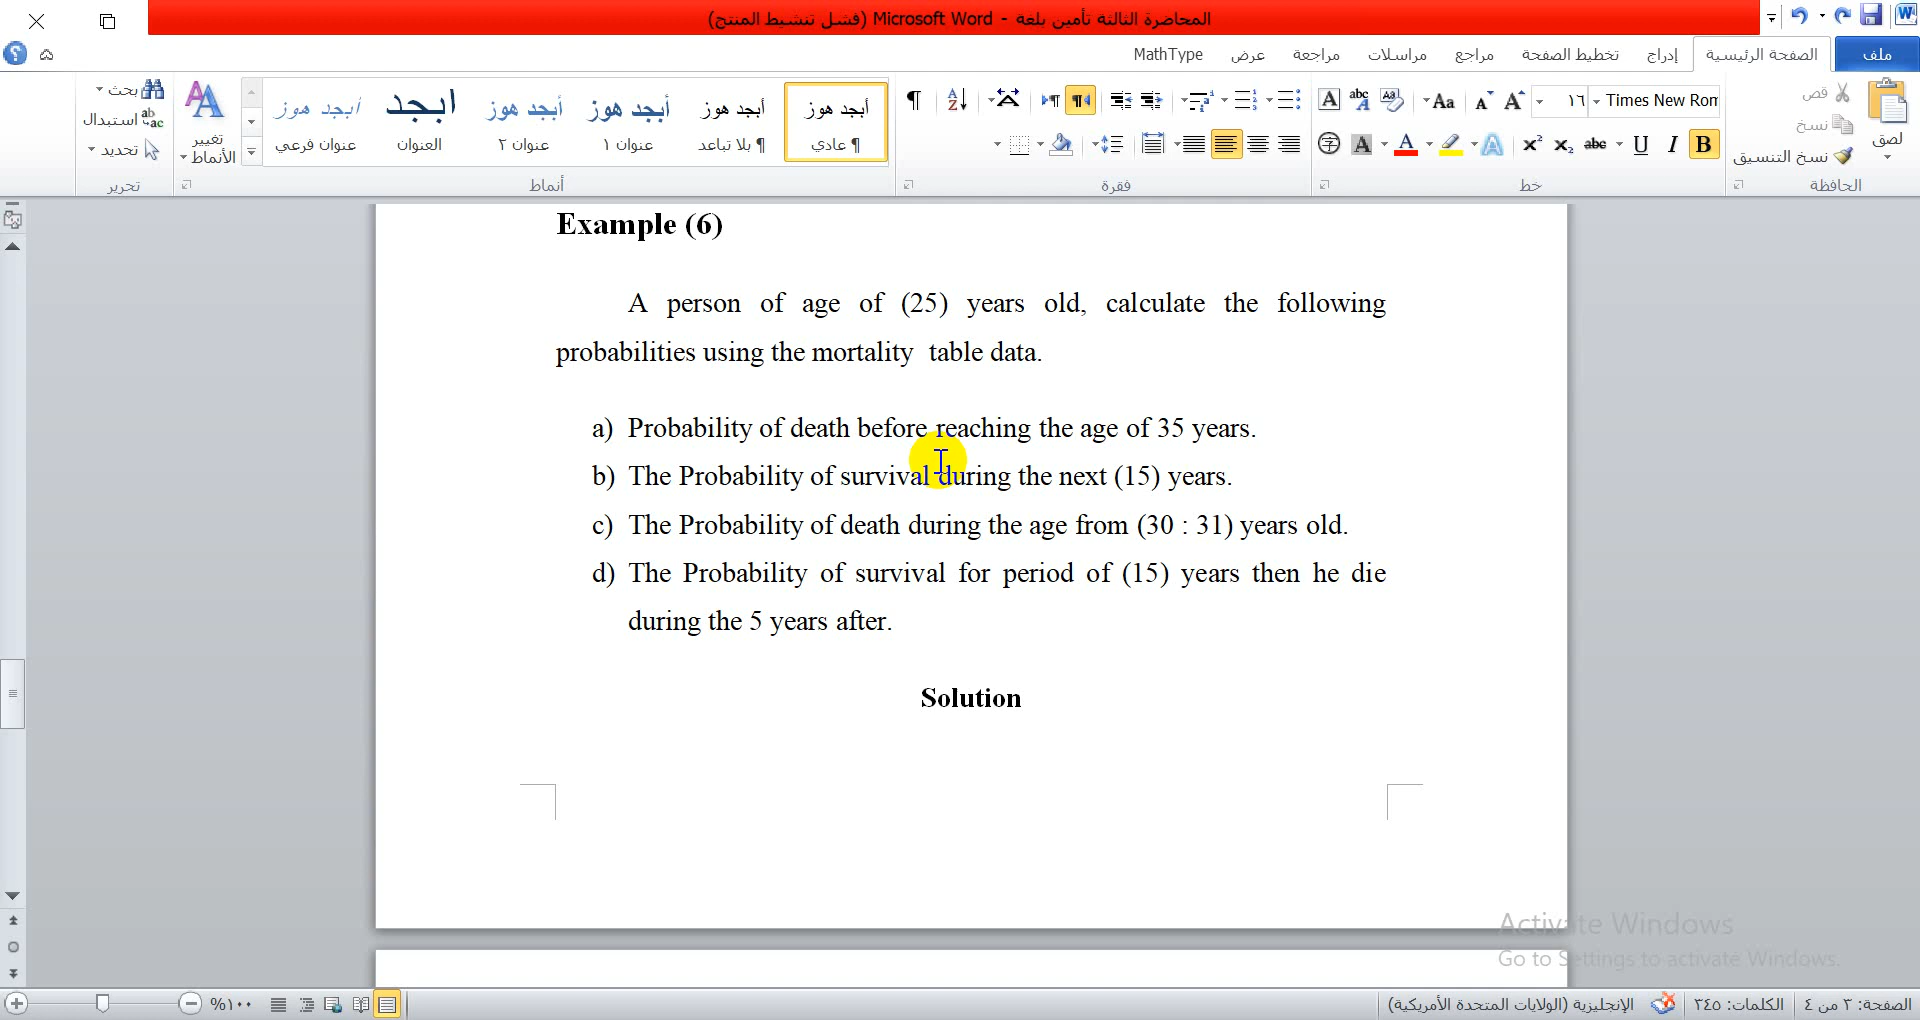 المحاضرة الثالثة تأمين بلغة - Microsoft Word (فشل تنشيط المنتج)
ملف
الصفحة الرئيسية
إدراج
تخطيط الصفحة
مراجع
مراسلات
مراجعة
عرض
MathType
لصق
قص
نسخ
نسخ التنسيق
الحافظة
Times New Rom
١٦
خط
فقرة
أبجد هوز
¶ عادي
أبجد هوز
¶ بلا تباعد
أبجد هوز
عنوان ١
أبجد هوز
عنوان ٢
ابجد
العنوان
أبجد هوز
عنوان فرعي
تغيير
الأنماط
أنماط
بحث
استبدال
تحديد
تحرير
Example (6)
A person of age of (25) years old, calculate the following
probabilities using the mortality table data.
a) Probability of death before reaching the age of 35 years.
b) The Probability of survival during the next (15) years.
c) The Probability of death during the age from (30 : 31) years old.
d) The Probability of survival for period of (15) years then he die
during the 5 years after.
Solution
Activate Windows
Go to Settings to activate Windows.
الصفحة: ٣ من ٤
الكلمات: ٣٤٥
الإنجليزية (الولايات المتحدة الأمريكية)
%١٠٠